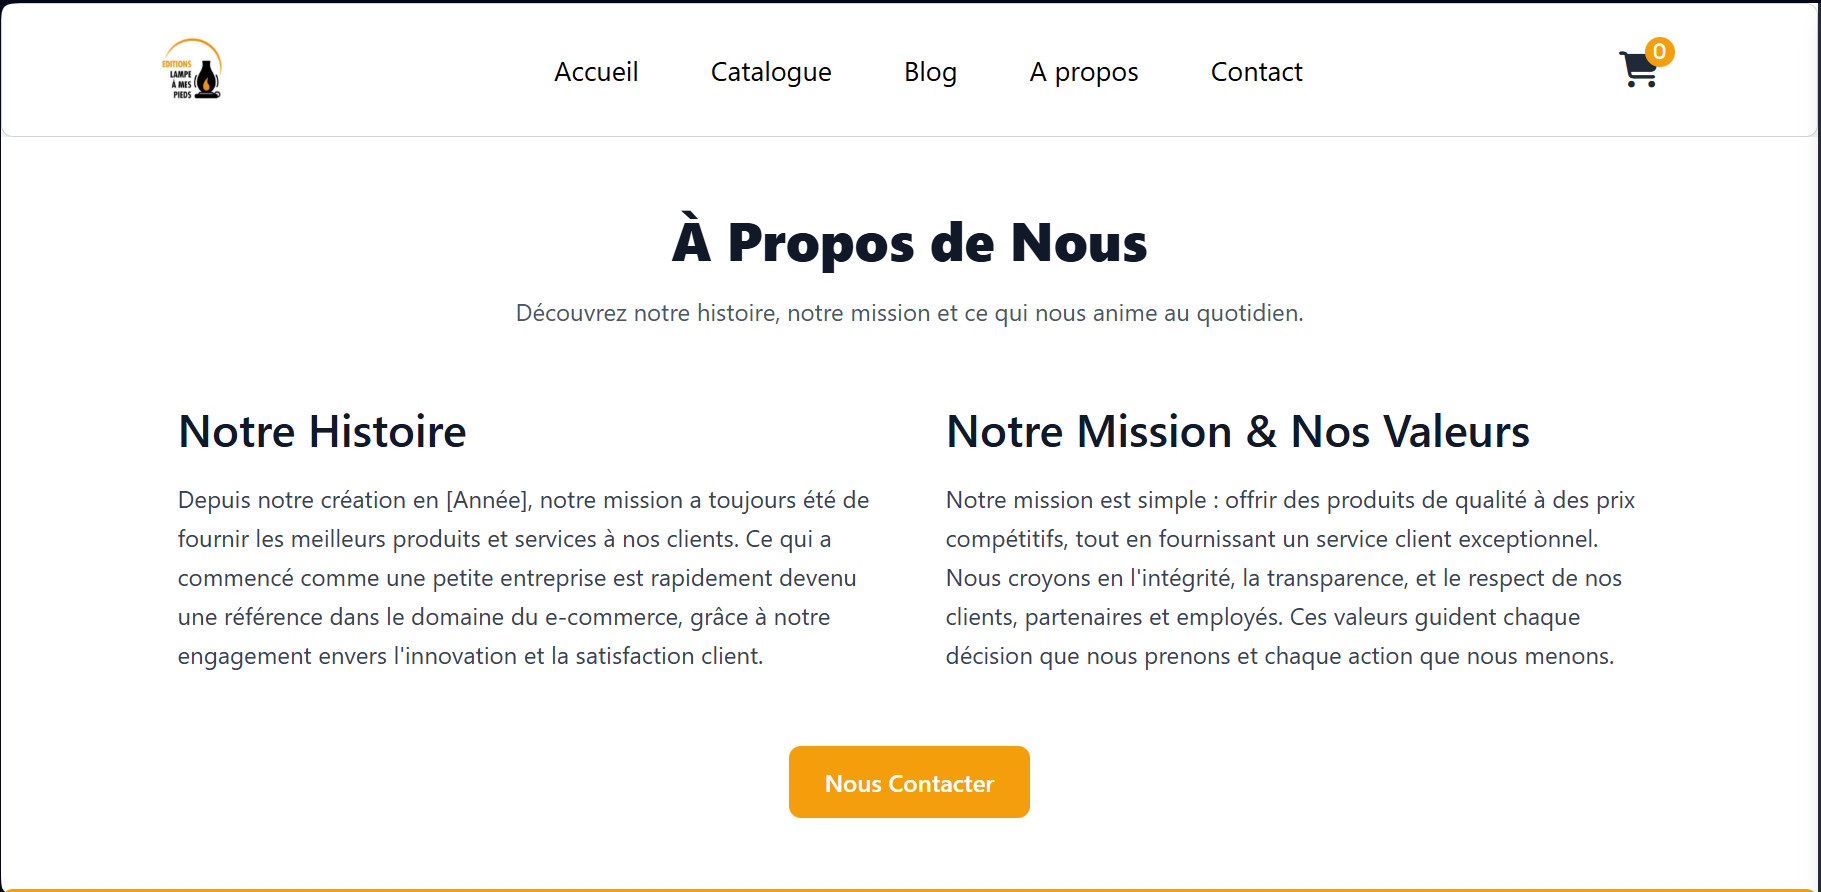 EDITIONS
LAMPE
À MES
PIEDS
Accueil
Catalogue
Blog
A propos
Contact
0
À Propos de Nous
Découvrez notre histoire, notre mission et ce qui nous anime au quotidien.
Notre Histoire
Depuis notre création en [Année], notre mission a toujours été de
fournir les meilleurs produits et services à nos clients. Ce qui a
commencé comme une petite entreprise est rapidement devenu
une référence dans le domaine du e-commerce, grâce à notre
engagement envers l'innovation et la satisfaction client.
Notre Mission & Nos Valeurs
Notre mission est simple : offrir des produits de qualité à des prix
compétitifs, tout en fournissant un service client exceptionnel.
Nous croyons en l'intégrité, la transparence, et le respect de nos
clients, partenaires et employés. Ces valeurs guident chaque
décision que nous prenons et chaque action que nous menons.
Nous Contacter